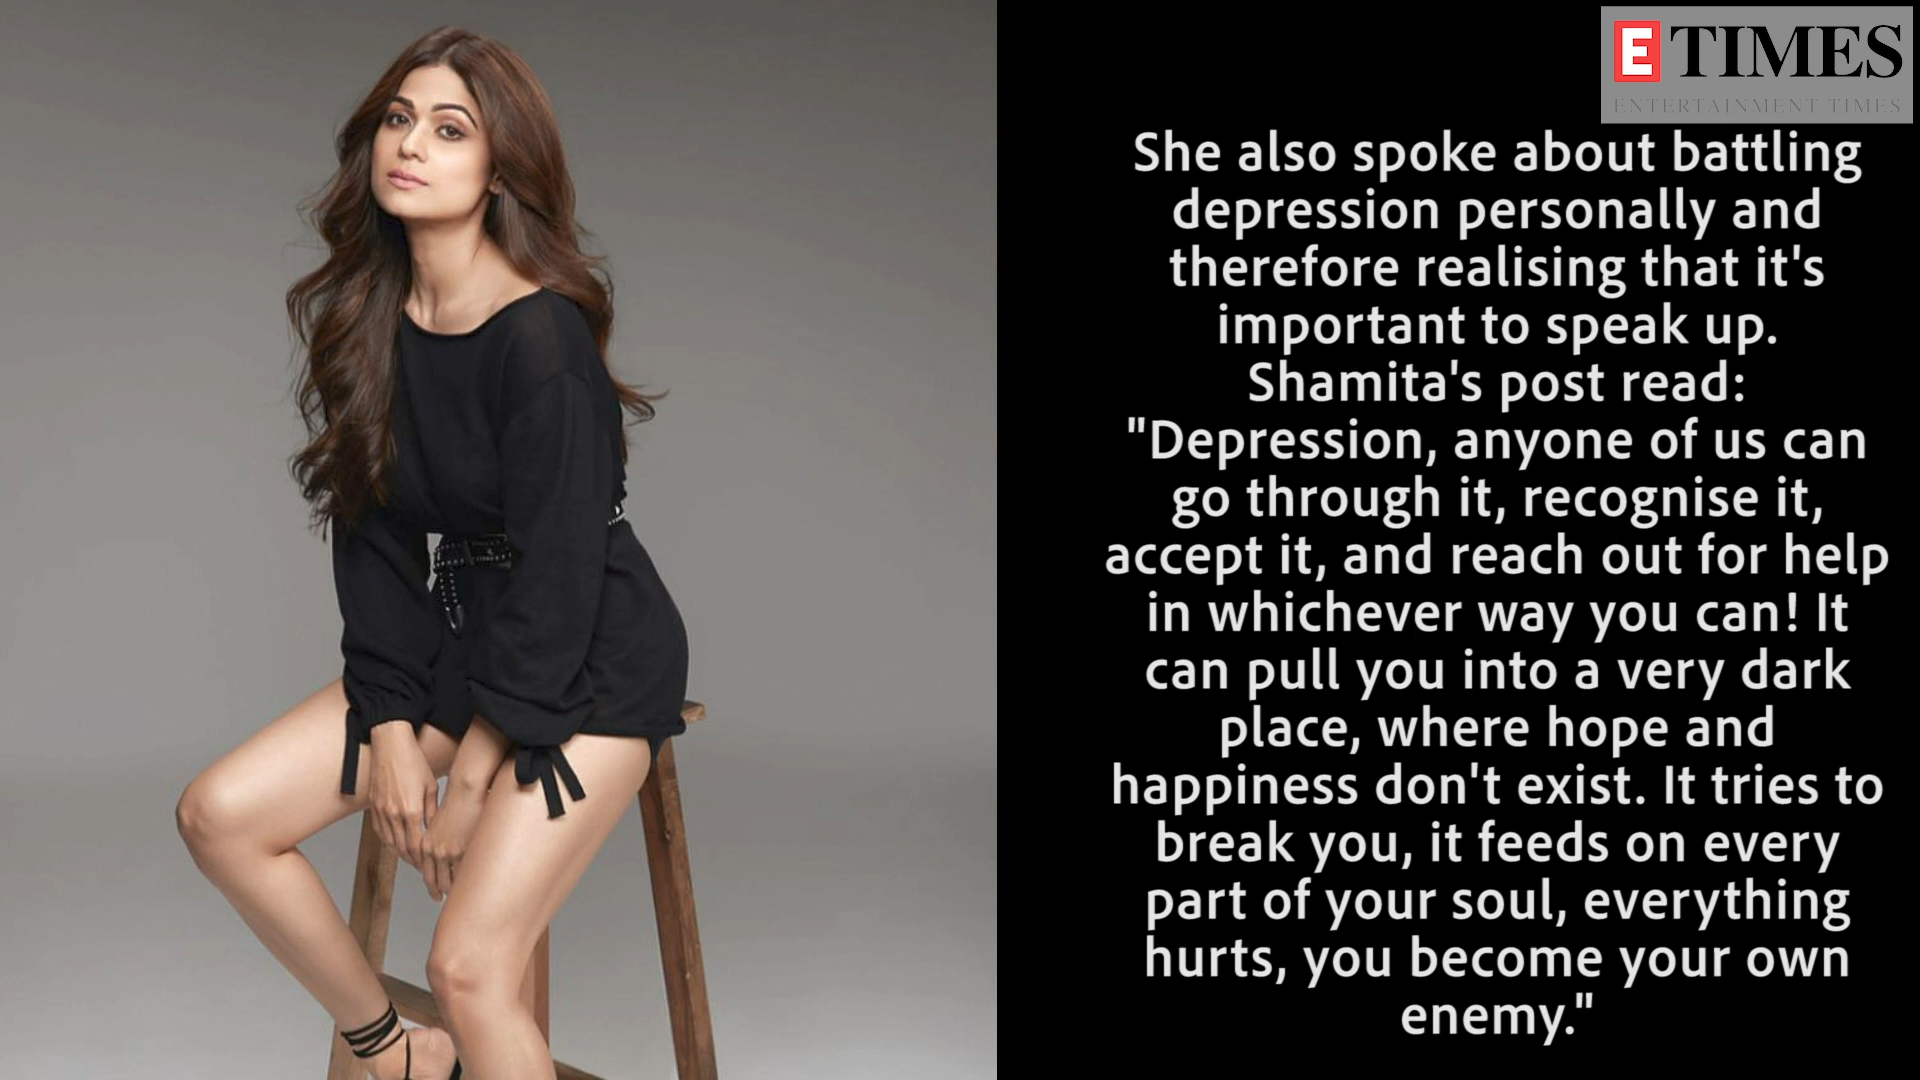 E TIMES
ENTERTAINMENT TIMES
She also spoke about battling
depression personally and
therefore realising that it's
important to speak up.
Shamita's post read:
"Depression, anyone of us can
go through it, recognise it,
accept it, and reach out for help
in whichever way you can! It
can pull you into a very dark
place, where hope and
happiness don't exist. It tries to
break you, it feeds on every
part of your soul, everything
hurts, you become your own
enemy."